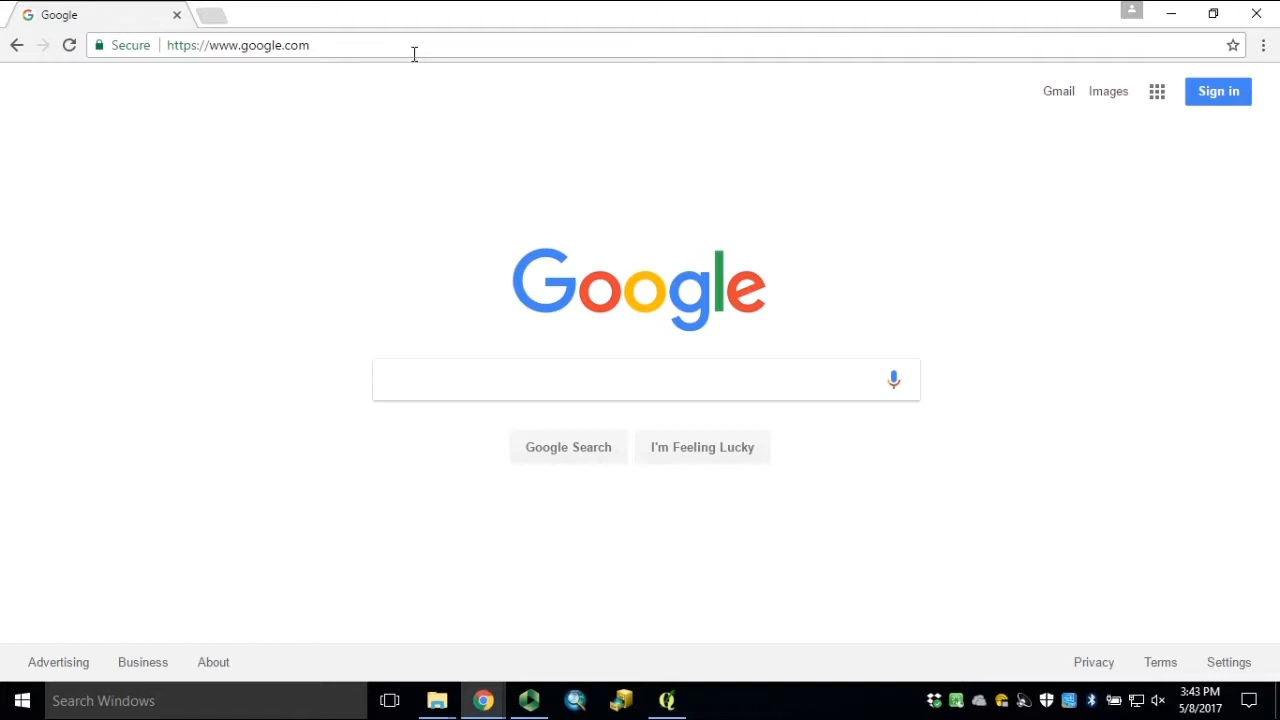 Google
Secure https://www.google.com
Gmail Images Sign in
Google
Google Search I'm Feeling Lucky
Advertising Business About Privacy Terms Settings
Search Windows
3:43 PM
5/8/2017